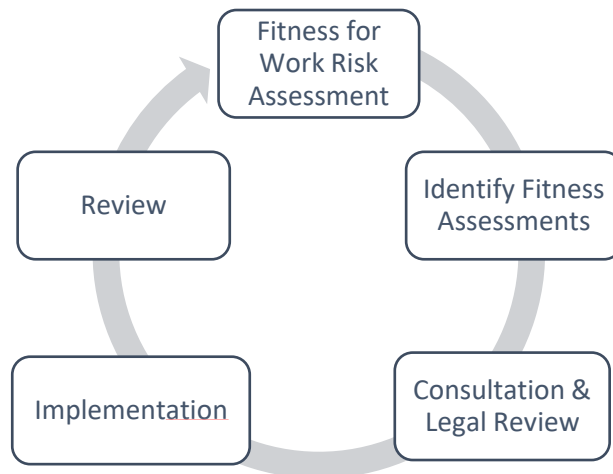 Fitness for
Work Risk
Assessment
Identify Fitness
Assessments
Consultation &
Legal Review
Implementation
Review